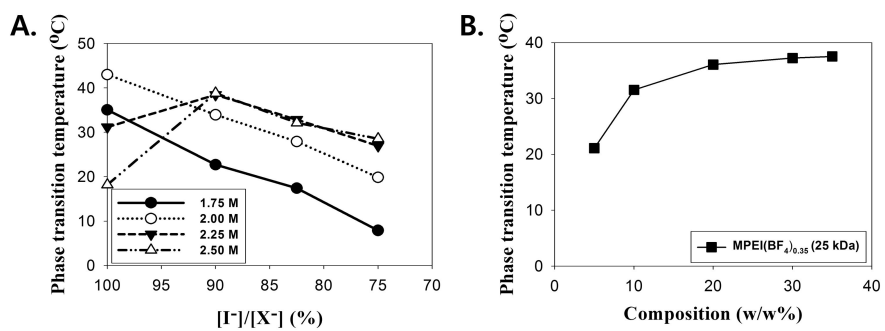 A.
Phase transition temperature (⁰C)
50
40
30
20
10
0
1.75 M
2.00 M
2.25 M
2.50 M
100 95 90 85 80 75 70
[I⁻]/[X⁻] (%)
B.
Phase transition temperature (⁰C)
40
30
20
10
0
MPEI(BF₄)₀.₃₅ (25 kDa)
0 10 20 30 40
Composition (w/w%)